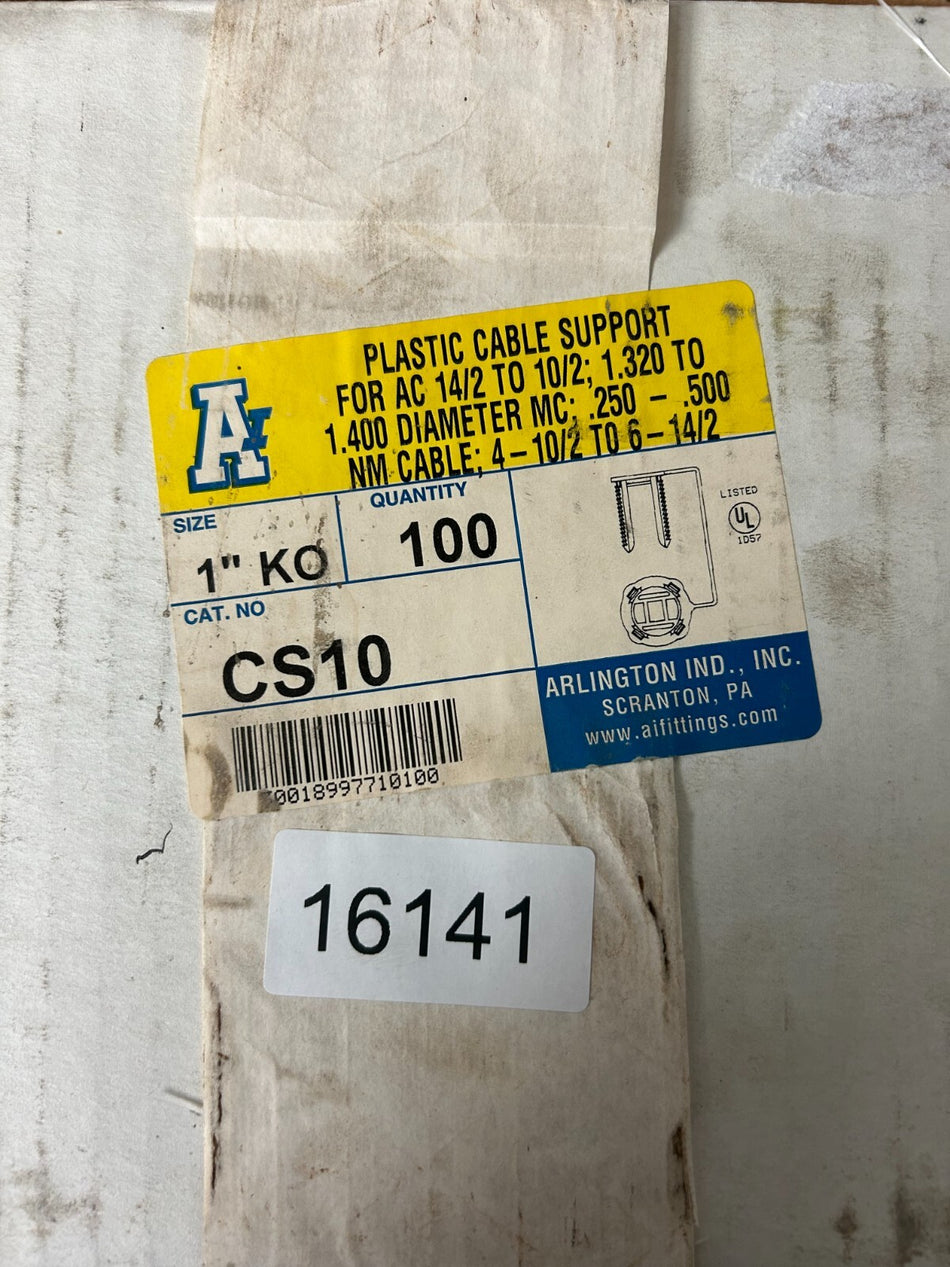 PLASTIC CABLE SUPPORT
FOR AC 14/2 TO 10/2; 1.320 TO
1.400 DIAMETER MC; .250 – .500
NM CABLE; 4 – 10/2 TO 6 – 14/2
A
SIZE
1" KO
QUANTITY
100
LISTED
UL
1D57
CAT. NO
CS10
ARLINGTON IND., INC.
SCRANTON, PA
www.aifittings.com
0018997710100
16141